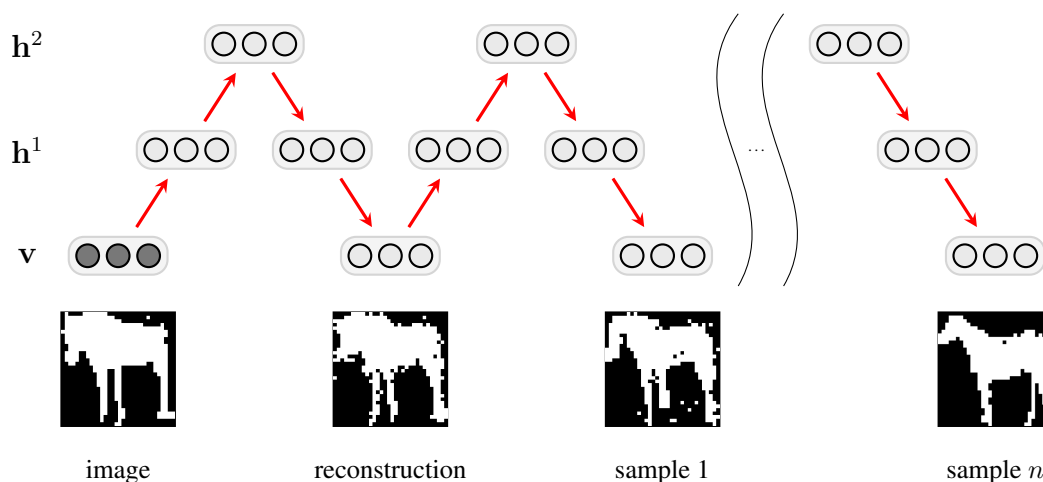 h²
h¹
...
v
image reconstruction sample 1 sample n